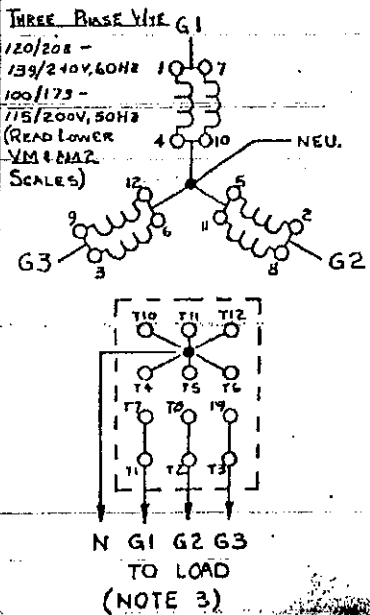 THREE PHASE WYE
G1
120/208 -
139/240V, 60HZ
100/173 -
115/200V, 50HZ
(READ LOWER
VM & MA2
SCALES)
1 7
4 10
NEU.
12 5
9 6 11 2
3 8
G3 G2
T10 T11 T12
T4 T5 T6
T7 T8 T9
T1 T2 T3
N G1 G2 G3
TO LOAD
(NOTE 3)